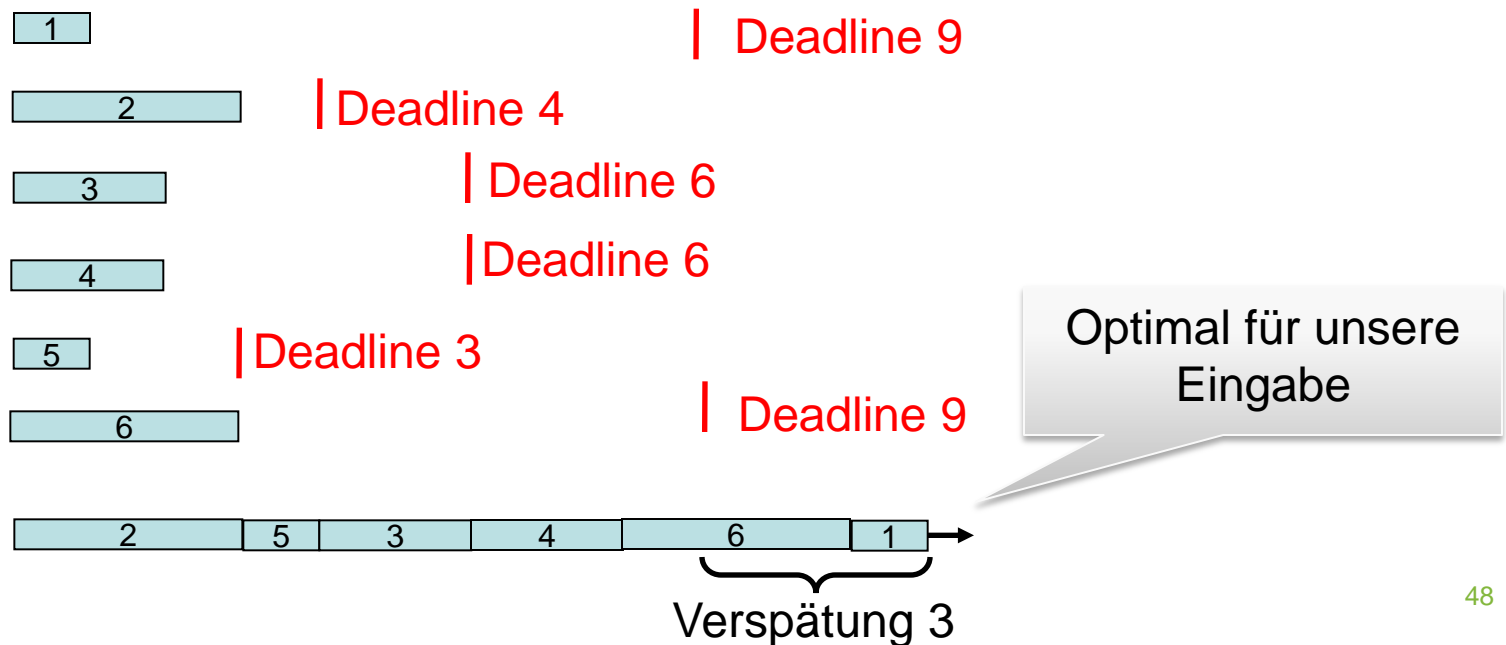 1
Deadline 9
2
Deadline 4
3
Deadline 6
4
Deadline 6
5
Deadline 3
6
Deadline 9
Optimal für unsere
Eingabe
2 5 3 4 6 1
Verspätung 3
48